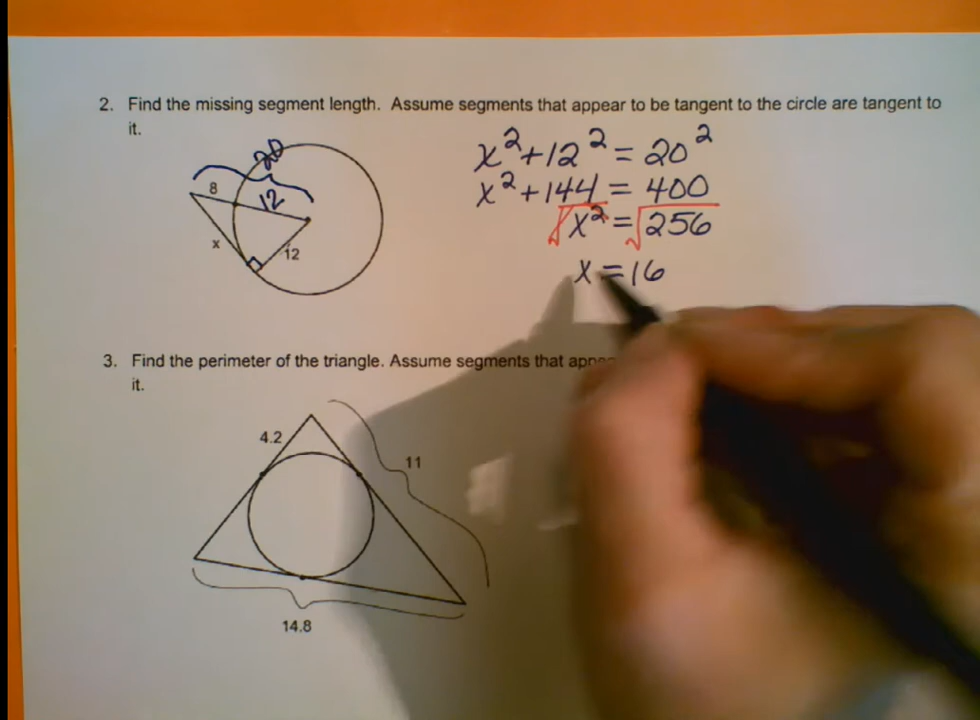 2. Find the missing segment length. Assume segments that appear to be tangent to the circle are tangent to
it.
20
8
12
x
12
x²+12²=20²
x²+144=400
√x²=√256
x=16
3. Find the perimeter of the triangle. Assume segments that
it.
4.2
11
14.8